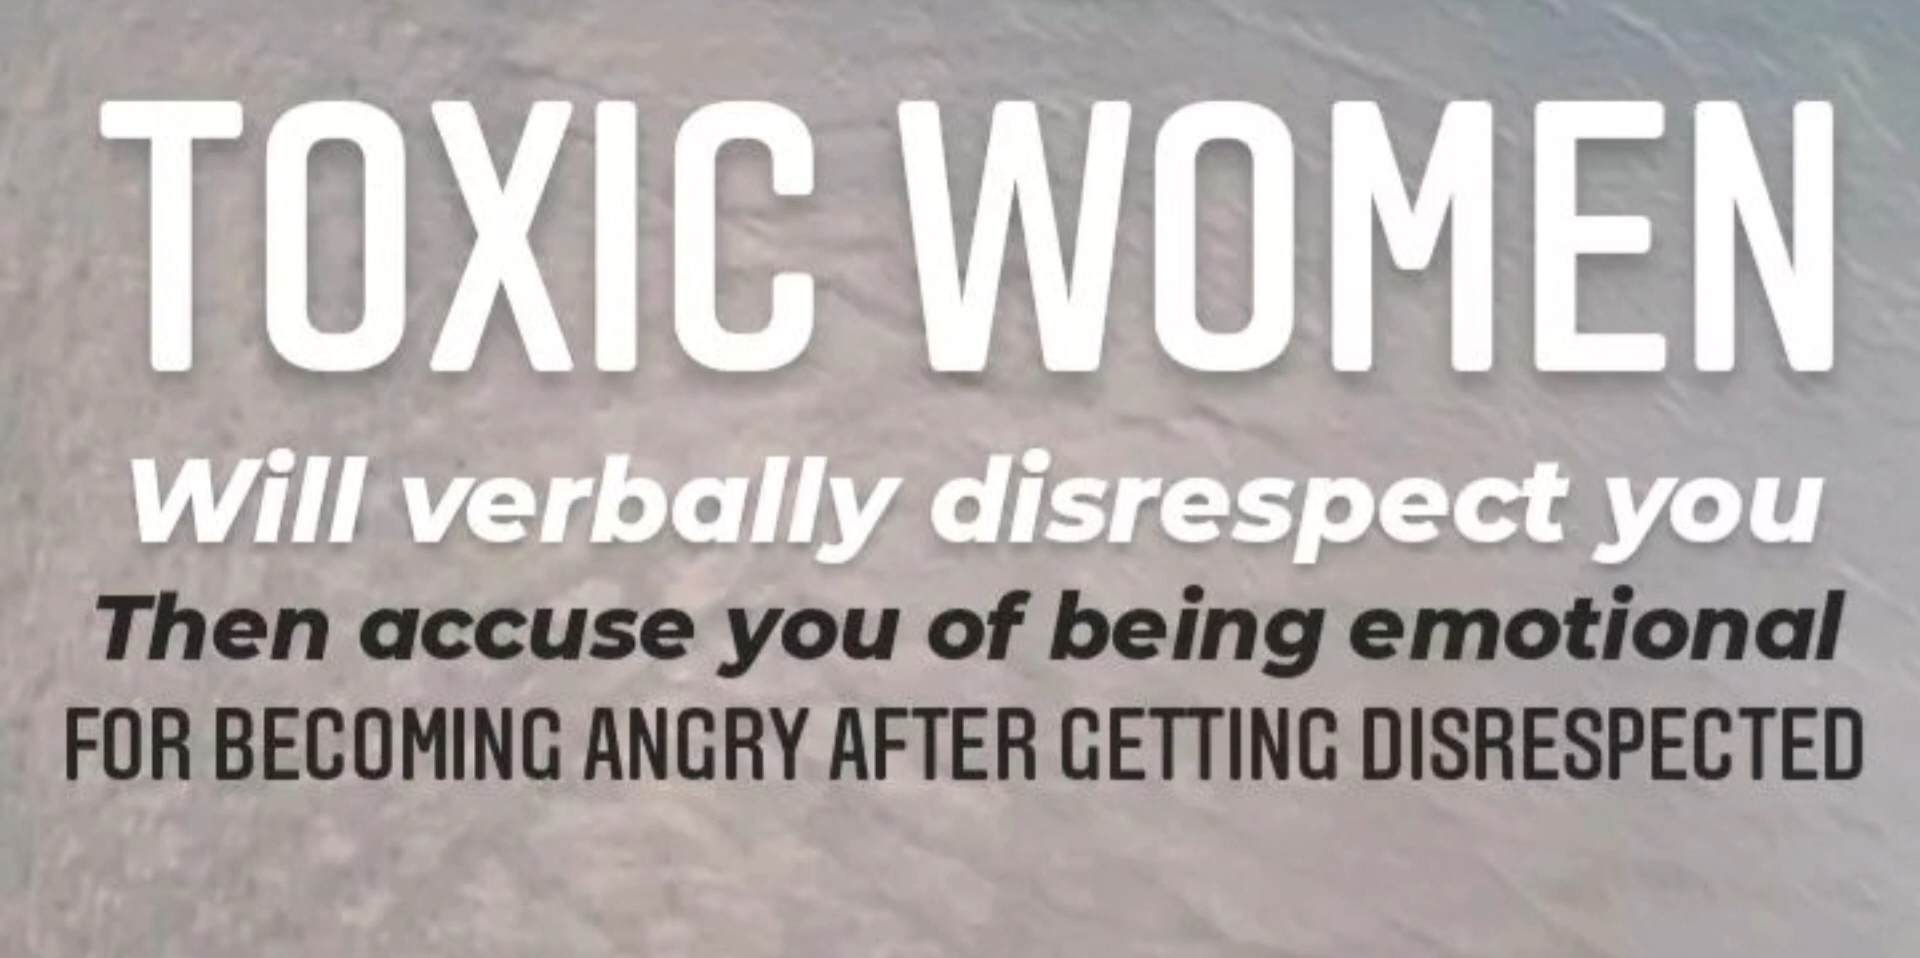 TOXIC WOMEN
Will verbally disrespect you
Then accuse you of being emotional
FOR BECOMING ANGRY AFTER GETTING DISRESPECTED